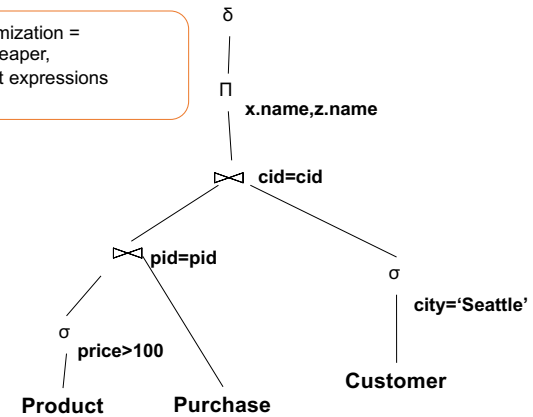 mization =
eaper,
t expressions
δ
Π
x.name,z.name
cid=cid
pid=pid
σ
city=‘Seattle’
σ
price>100
Customer
Product
Purchase